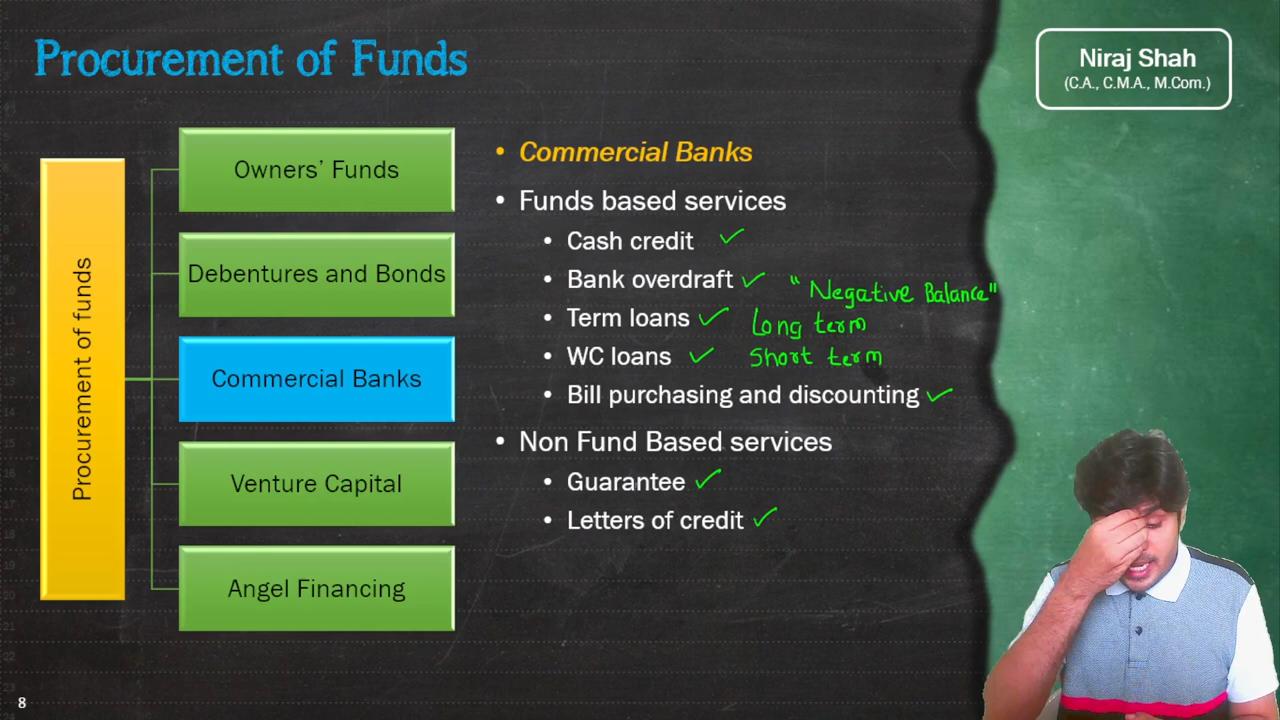 Procurement of Funds
Niraj Shah
(C.A., C.M.A., M.Com.)
Procurement of funds
Owners' Funds
Debentures and Bonds
Commercial Banks
Venture Capital
Angel Financing
• Commercial Banks
• Funds based services
• Cash credit ✓
• Bank overdraft ✓ "Negative Balance"
• Term loans ✓ Long term
• WC loans ✓ Short term
• Bill purchasing and discounting ✓
• Non Fund Based services
• Guarantee ✓
• Letters of credit ✓
8